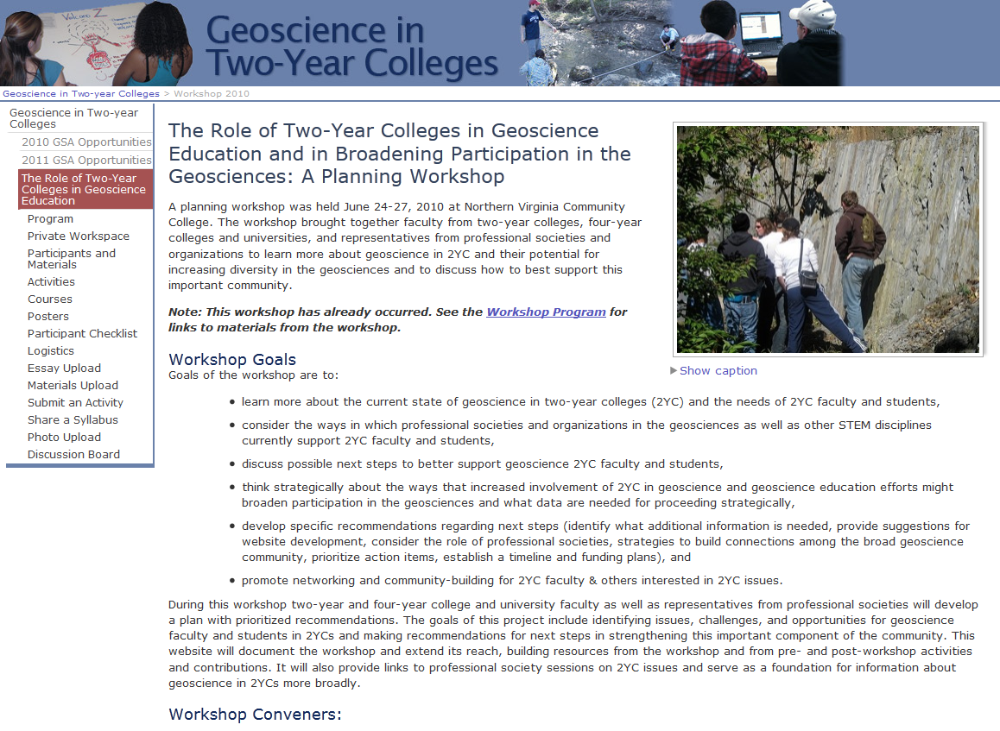 Geoscience in
Two-Year Colleges
Geoscience in Two-year Colleges > Workshop 2010
Geoscience in Two-year
Colleges
2010 GSA Opportunities
2011 GSA Opportunities
The Role of Two-Year
Colleges in Geoscience
Education
Program
Private Workspace
Participants and
Materials
Activities
Courses
Posters
Participant Checklist
Logistics
Essay Upload
Materials Upload
Submit an Activity
Share a Syllabus
Photo Upload
Discussion Board
The Role of Two-Year Colleges in Geoscience
Education and in Broadening Participation in the
Geosciences: A Planning Workshop
A planning workshop was held June 24-27, 2010 at Northern Virginia Community
College. The workshop brought together faculty from two-year colleges, four-year
colleges and universities, and representatives from professional societies and
organizations to learn more about geoscience in 2YC and their potential for
increasing diversity in the geosciences and to discuss how to best support this
important community.
Note: This workshop has already occurred. See the Workshop Program for
links to materials from the workshop.
Show caption
Workshop Goals
Goals of the workshop are to:
• learn more about the current state of geoscience in two-year colleges (2YC) and the needs of 2YC faculty and students,
• consider the ways in which professional societies and organizations in the geosciences as well as other STEM disciplines
currently support 2YC faculty and students,
• discuss possible next steps to better support geoscience 2YC faculty and students,
• think strategically about the ways that increased involvement of 2YC in geoscience and geoscience education efforts might
broaden participation in the geosciences and what data are needed for proceeding strategically,
• develop specific recommendations regarding next steps (identify what additional information is needed, provide suggestions for
website development, consider the role of professional societies, strategies to build connections among the broad geoscience
community, prioritize action items, establish a timeline and funding plans), and
• promote networking and community-building for 2YC faculty & others interested in 2YC issues.
During this workshop two-year and four-year college and university faculty as well as representatives from professional societies will develop
a plan with prioritized recommendations. The goals of this project include identifying issues, challenges, and opportunities for geoscience
faculty and students in 2YCs and making recommendations for next steps in strengthening this important component of the community. This
website will document the workshop and extend its reach, building resources from the workshop and from pre- and post-workshop activities
and contributions. It will also provide links to professional society sessions on 2YC issues and serve as a foundation for information about
geoscience in 2YCs more broadly.
Workshop Conveners: